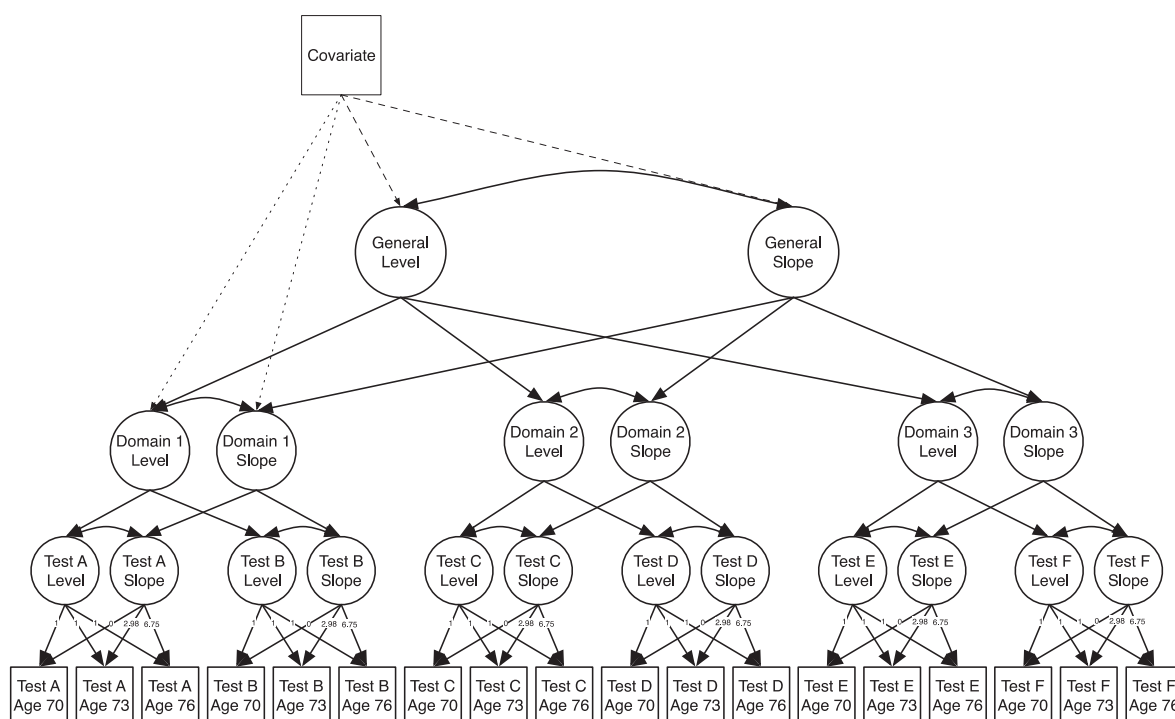 Covariate
General
Level
General
Slope
Domain 1
Level
Domain 1
Slope
Domain 2
Level
Domain 2
Slope
Domain 3
Level
Domain 3
Slope
Test A
Level
Test A
Slope
Test B
Level
Test B
Slope
Test C
Level
Test C
Slope
Test D
Level
Test D
Slope
Test E
Level
Test E
Slope
Test F
Level
Test F
Slope
1 1 1 0 2.98 6.75
1 1 1 0 2.98 6.75
1 1 1 0 2.98 6.75
1 1 1 0 2.98 6.75
1 1 1 0 2.98 6.75
1 1 1 0 2.98 6.75
Test A
Age 70
Test A
Age 73
Test A
Age 76
Test B
Age 70
Test B
Age 73
Test B
Age 76
Test C
Age 70
Test C
Age 73
Test C
Age 76
Test D
Age 70
Test D
Age 73
Test D
Age 76
Test E
Age 70
Test E
Age 73
Test E
Age 76
Test F
Age 70
Test F
Age 73
Test F
Age 76